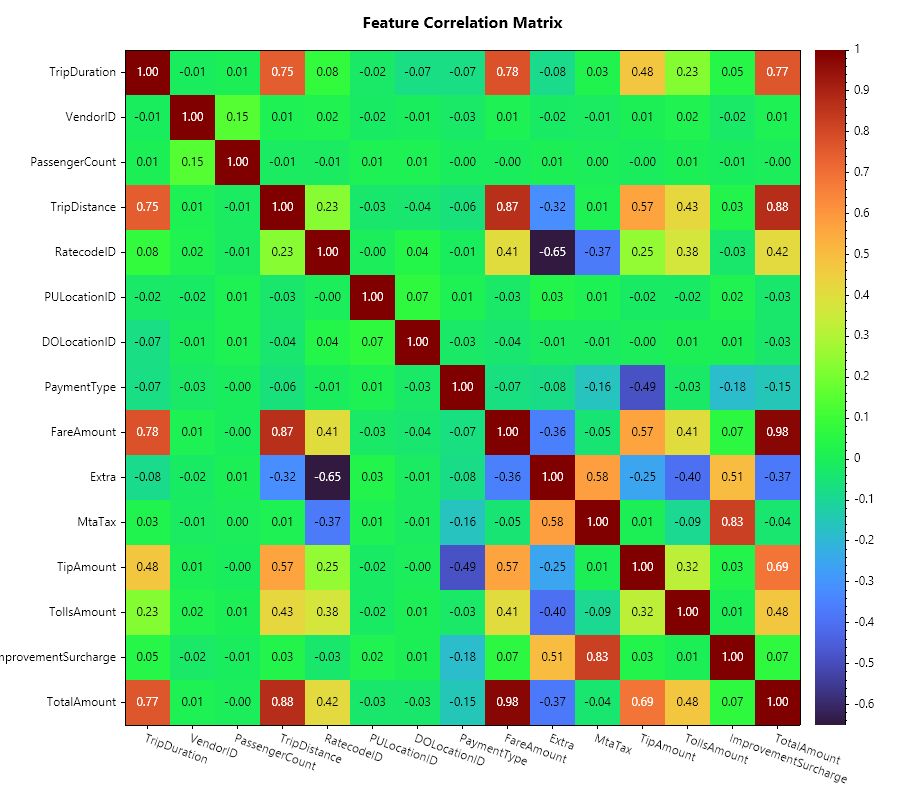 Feature Correlation Matrix
TripDuration 1.00 -0.01 0.01 0.75 0.08 -0.02 -0.07 -0.07 0.78 -0.08 0.03 0.48 0.23 0.05 0.77
VendorID -0.01 1.00 0.15 0.01 0.02 -0.02 -0.01 -0.03 0.01 -0.02 -0.01 0.01 0.02 -0.02 0.01
PassengerCount 0.01 0.15 1.00 -0.01 -0.01 0.01 0.01 -0.00 -0.00 0.01 0.00 -0.00 0.01 -0.01 -0.00
TripDistance 0.75 0.01 -0.01 1.00 0.23 -0.03 -0.04 -0.06 0.87 -0.32 0.01 0.57 0.43 0.03 0.88
RatecodeID 0.08 0.02 -0.01 0.23 1.00 -0.00 0.04 -0.01 0.41 -0.65 -0.37 0.25 0.38 -0.03 0.42
PULocationID -0.02 -0.02 0.01 -0.03 -0.00 1.00 0.07 0.01 -0.03 0.03 0.01 -0.02 -0.02 0.02 -0.03
DOLocationID -0.07 -0.01 0.01 -0.04 0.04 0.07 1.00 -0.03 -0.04 -0.01 -0.01 -0.00 0.01 0.01 -0.03
PaymentType -0.07 -0.03 -0.00 -0.06 -0.01 0.01 -0.03 1.00 -0.07 -0.08 -0.16 -0.49 -0.03 -0.18 -0.15
FareAmount 0.78 0.01 -0.00 0.87 0.41 -0.03 -0.04 -0.07 1.00 -0.36 -0.05 0.57 0.41 0.07 0.98
Extra -0.08 -0.02 0.01 -0.32 -0.65 0.03 -0.01 -0.08 -0.36 1.00 0.58 -0.25 -0.40 0.51 -0.37
MtaTax 0.03 -0.01 0.00 0.01 -0.37 0.01 -0.01 -0.16 -0.05 0.58 1.00 0.01 -0.09 0.83 -0.04
TipAmount 0.48 0.01 -0.00 0.57 0.25 -0.02 -0.00 -0.49 0.57 -0.25 0.01 1.00 0.32 0.03 0.69
TollsAmount 0.23 0.02 0.01 0.43 0.38 -0.02 0.01 -0.03 0.41 -0.40 -0.09 0.32 1.00 0.01 0.48
mprovementSurcharge 0.05 -0.02 -0.01 0.03 -0.03 0.02 0.01 -0.18 0.07 0.51 0.83 0.03 0.01 1.00 0.07
TotalAmount 0.77 0.01 -0.00 0.88 0.42 -0.03 -0.03 -0.15 0.98 -0.37 -0.04 0.69 0.48 0.07 1.00
TripDuration
VendorID
PassengerCount
TripDistance
RatecodeID
PULocationID
DOLocationID
PaymentType
FareAmount
Extra
MtaTax
TipAmount
TollsAmount
ImprovementSurcharge
TotalAmount
1
0.9
0.8
0.7
0.6
0.5
0.4
0.3
0.2
0.1
0
-0.1
-0.2
-0.3
-0.4
-0.5
-0.6